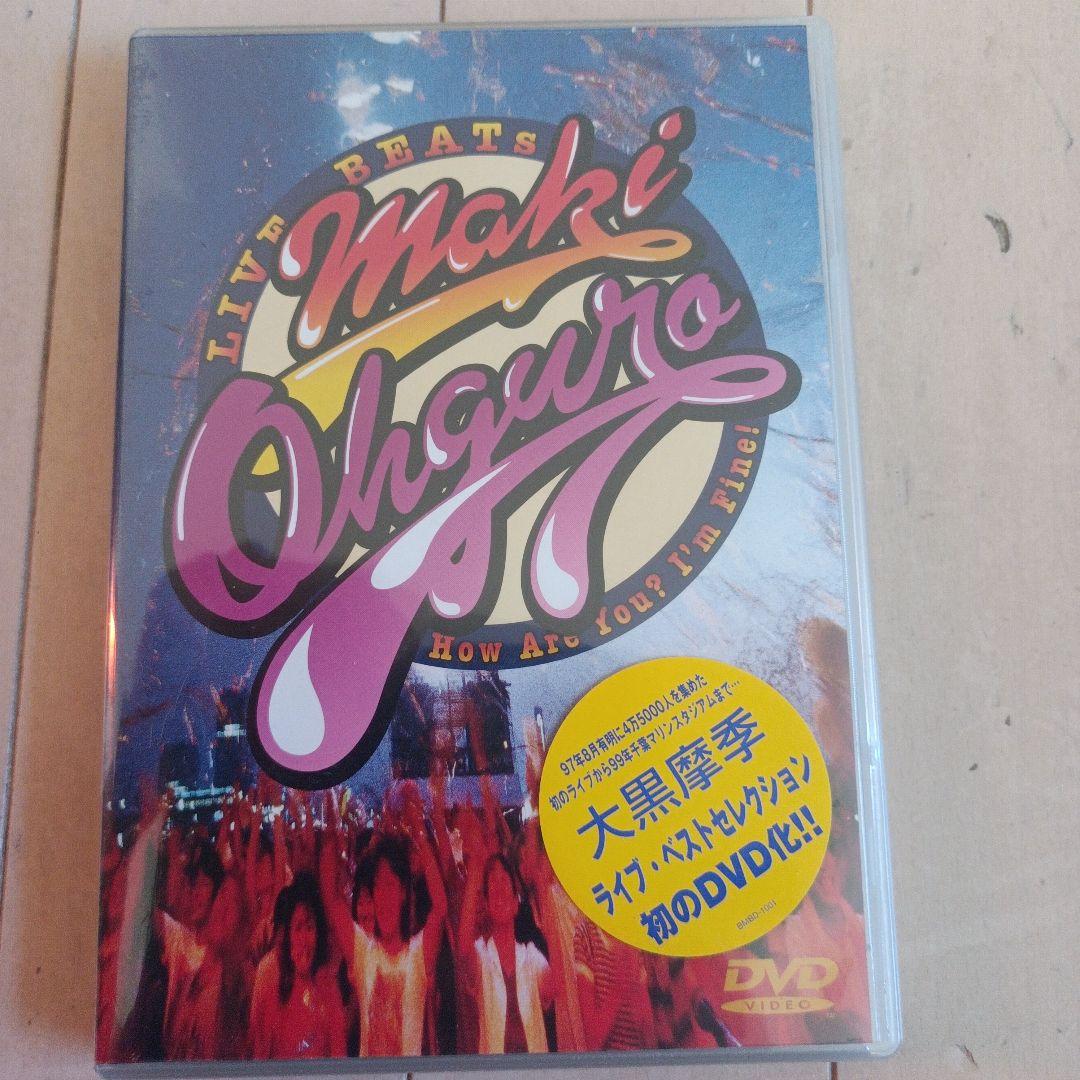 LIVE BEATS
Maki
Ohguro
How Are You? I'm Fine!
97年8月有明に4万5000人を集めた
初のライブから99年千葉マリンスタジアムまで…
大黒摩季
ライブ・ベストセレクション
初のDVD化!!
BMBD-1001
DVD
VIDEO